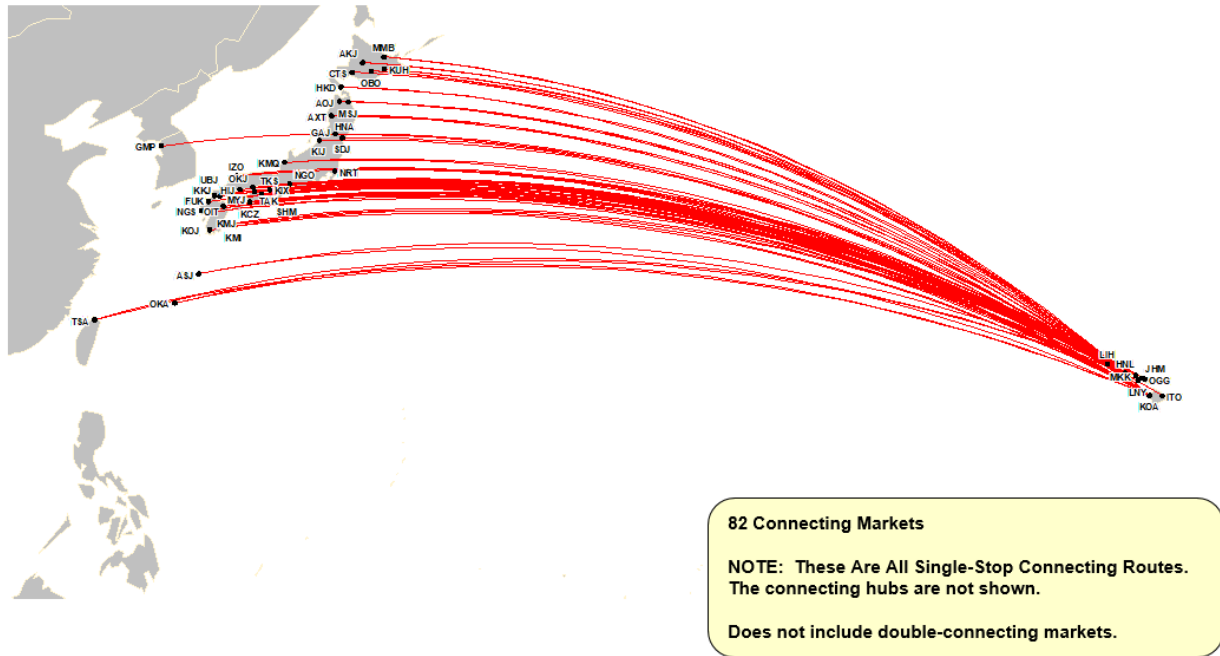 MMB
AKJ
CTS
KUH
OBO
HKD
AOJ
MSJ
AXT
HNA
GAJ
GMP
KIJ
SDJ
IZO
KMQ
NRT
UBJ
OKJ
TKS
NGO
KKJ
HIJ
KIX
FUK
MYJ
TAK
NGS
OIT
KCZ
SHM
KMJ
KOJ
KMI
ASJ
OKA
TSA
LIH
HNL
JHM
MKK
OGG
LNY
ITO
KOA
82 Connecting Markets
NOTE: These Are All Single-Stop Connecting Routes.
The connecting hubs are not shown.
Does not include double-connecting markets.